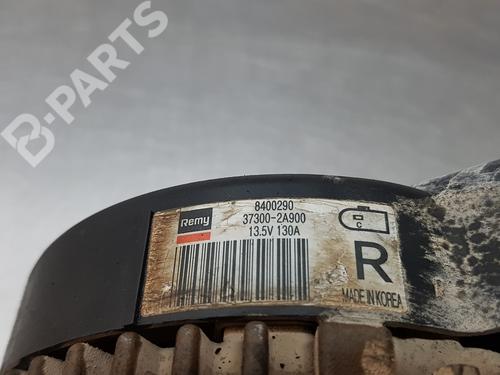 B-PARTS
Remy
8400290
37300-2A900
13.5V 130A
C
R
MADE IN KOREA